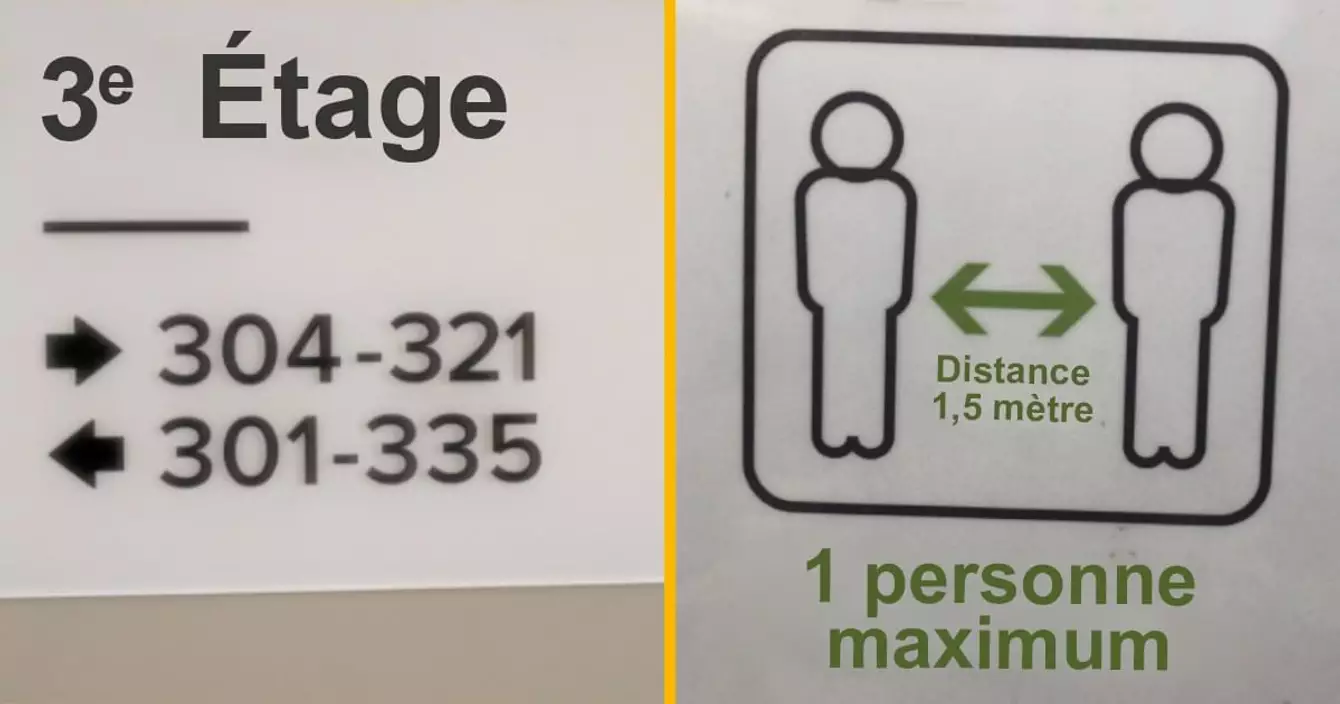 3e Étage
304-321
301-335
Distance
1,5 mètre
1 personne
maximum